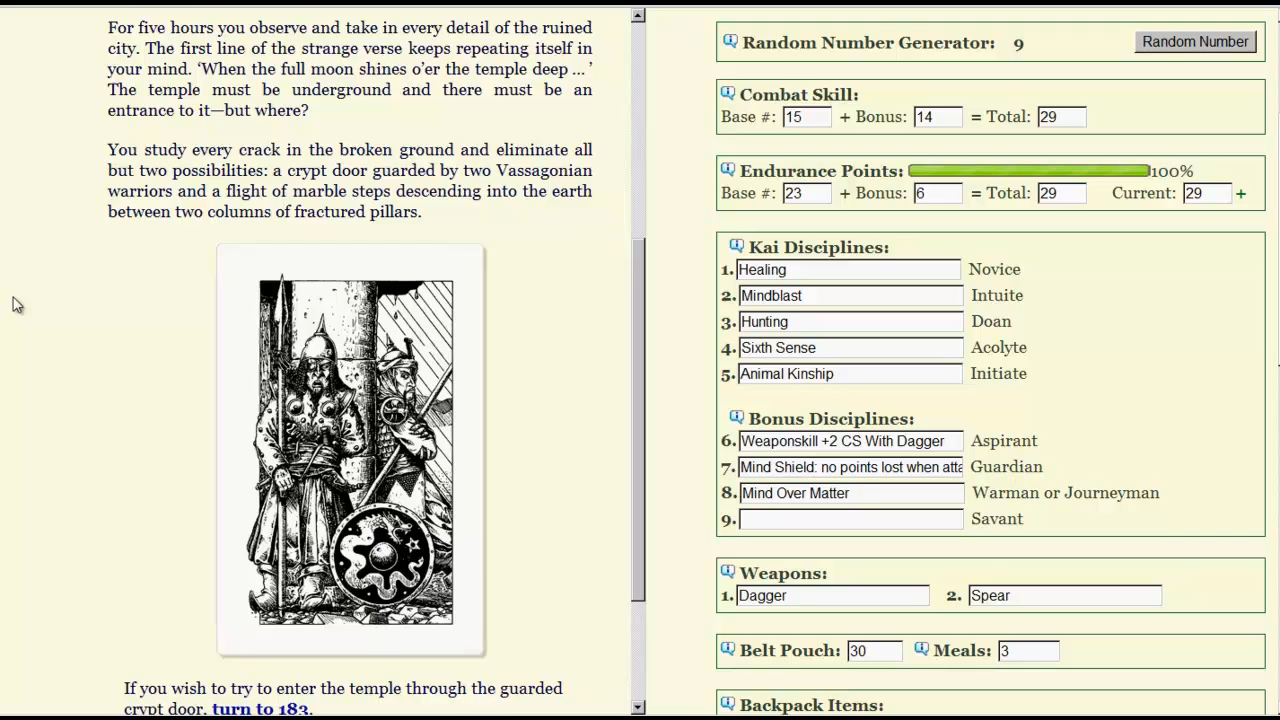 For five hours you observe and take in every detail of the ruined
city. The first line of the strange verse keeps repeating itself in
your mind. ‘When the full moon shines o’er the temple deep … ’
The temple must be underground and there must be an
entrance to it—but where?
You study every crack in the broken ground and eliminate all
but two possibilities: a crypt door guarded by two Vassagonian
warriors and a flight of marble steps descending into the earth
between two columns of fractured pillars.
If you wish to try to enter the temple through the guarded
crypt door, turn to 183.
Random Number Generator: 9 Random Number
Combat Skill:
Base #: 15 + Bonus: 14 = Total: 29
Endurance Points: 100%
Base #: 23 + Bonus: 6 = Total: 29 Current: 29 +
Kai Disciplines:
1. Healing Novice
2. Mindblast Intuite
3. Hunting Doan
4. Sixth Sense Acolyte
5. Animal Kinship Initiate
Bonus Disciplines:
6. Weaponskill +2 CS With Dagger Aspirant
7. Mind Shield: no points lost when atta Guardian
8. Mind Over Matter Warman or Journeyman
9. Savant
Weapons:
1. Dagger 2. Spear
Belt Pouch: 30 Meals: 3
Backpack Items: